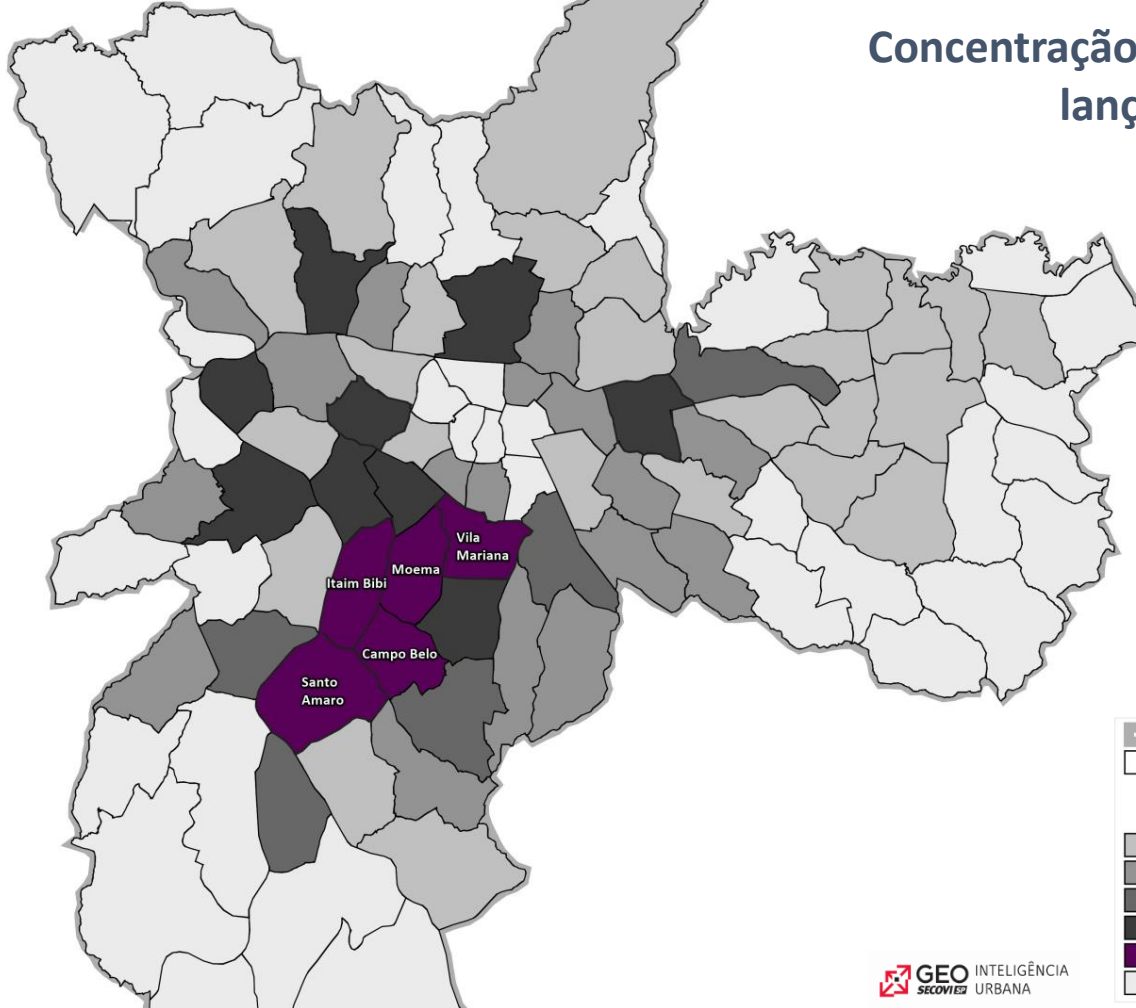 Concentração
lanç
Vila
Mariana
Moema
Itaim Bibi
Campo Belo
Santo
Amaro
GEO INTELIGÊNCIA
SECOVI SP URBANA